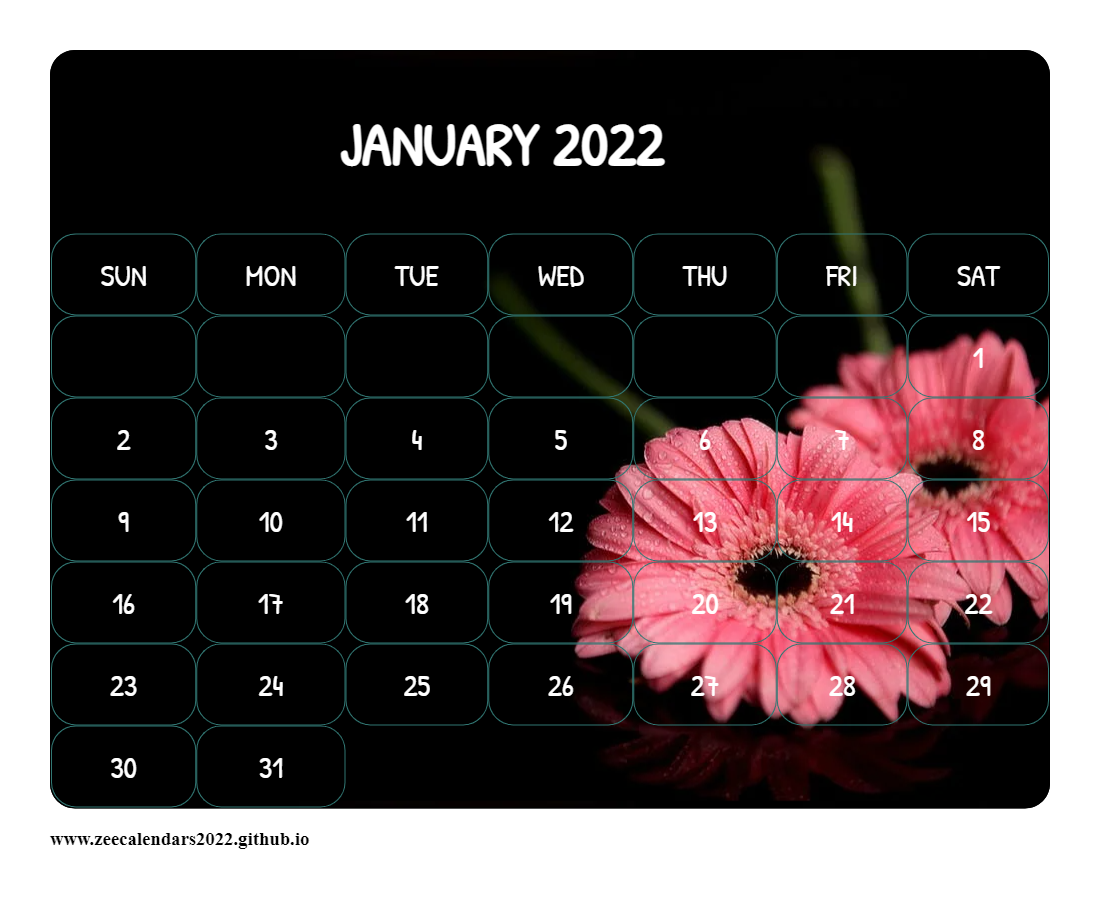 JANUARY 2022
SUN MON TUE WED THU FRI SAT
1
2 3 4 5 6 7 8
9 10 11 12 13 14 15
16 17 18 19 20 21 22
23 24 25 26 27 28 29
30 31
www.zeecalendars2022.github.io